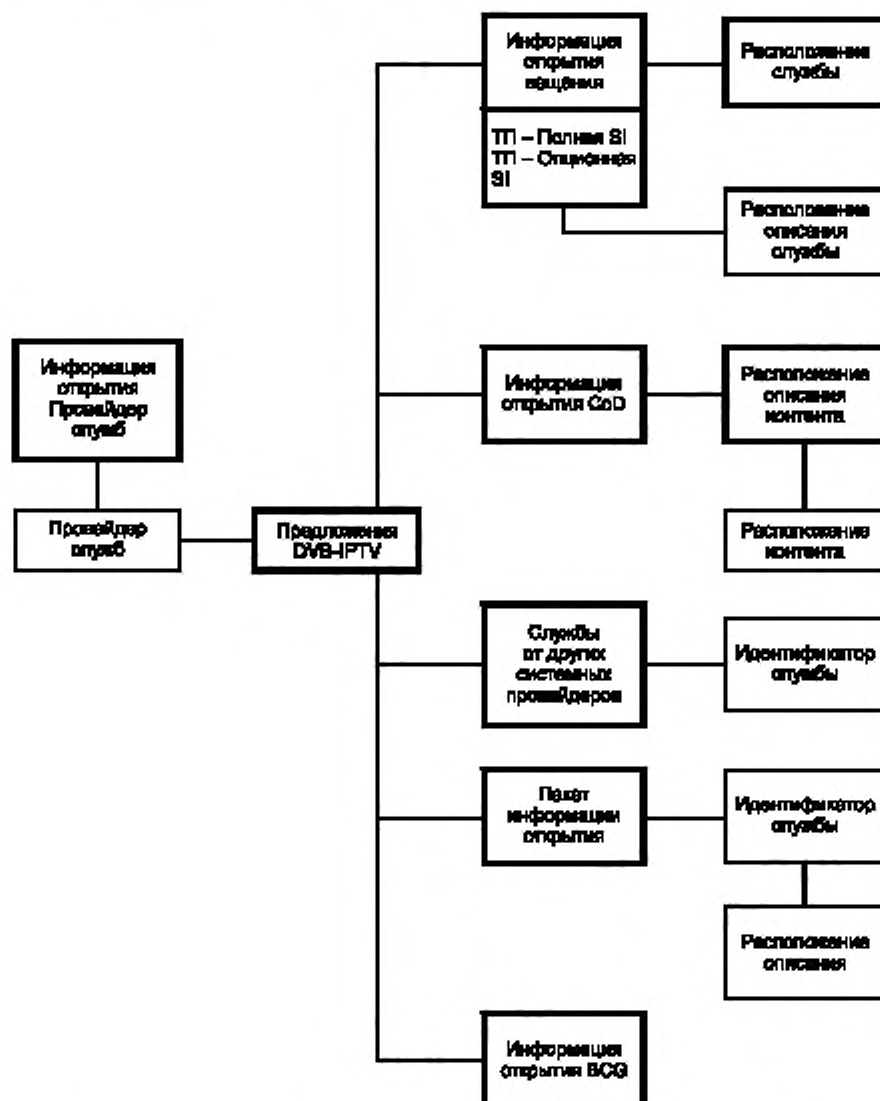 Информация
открытия
вещания
ТП – Полная SI
ТП – Опционная
SI
Расположение
службы
Расположение
описания
службы
Информация
открытия
Провайдер
служб
Провайдер
служб
Предложения
DVB-IPTV
Информация
открытия CoD
Расположение
описания
контента
Расположение
контента
Службы
от других
системных
провайдеров
Идентификатор
службы
Пакет
информации
открытия
Идентификатор
службы
Расположение
описания
Информация
открытия BCG